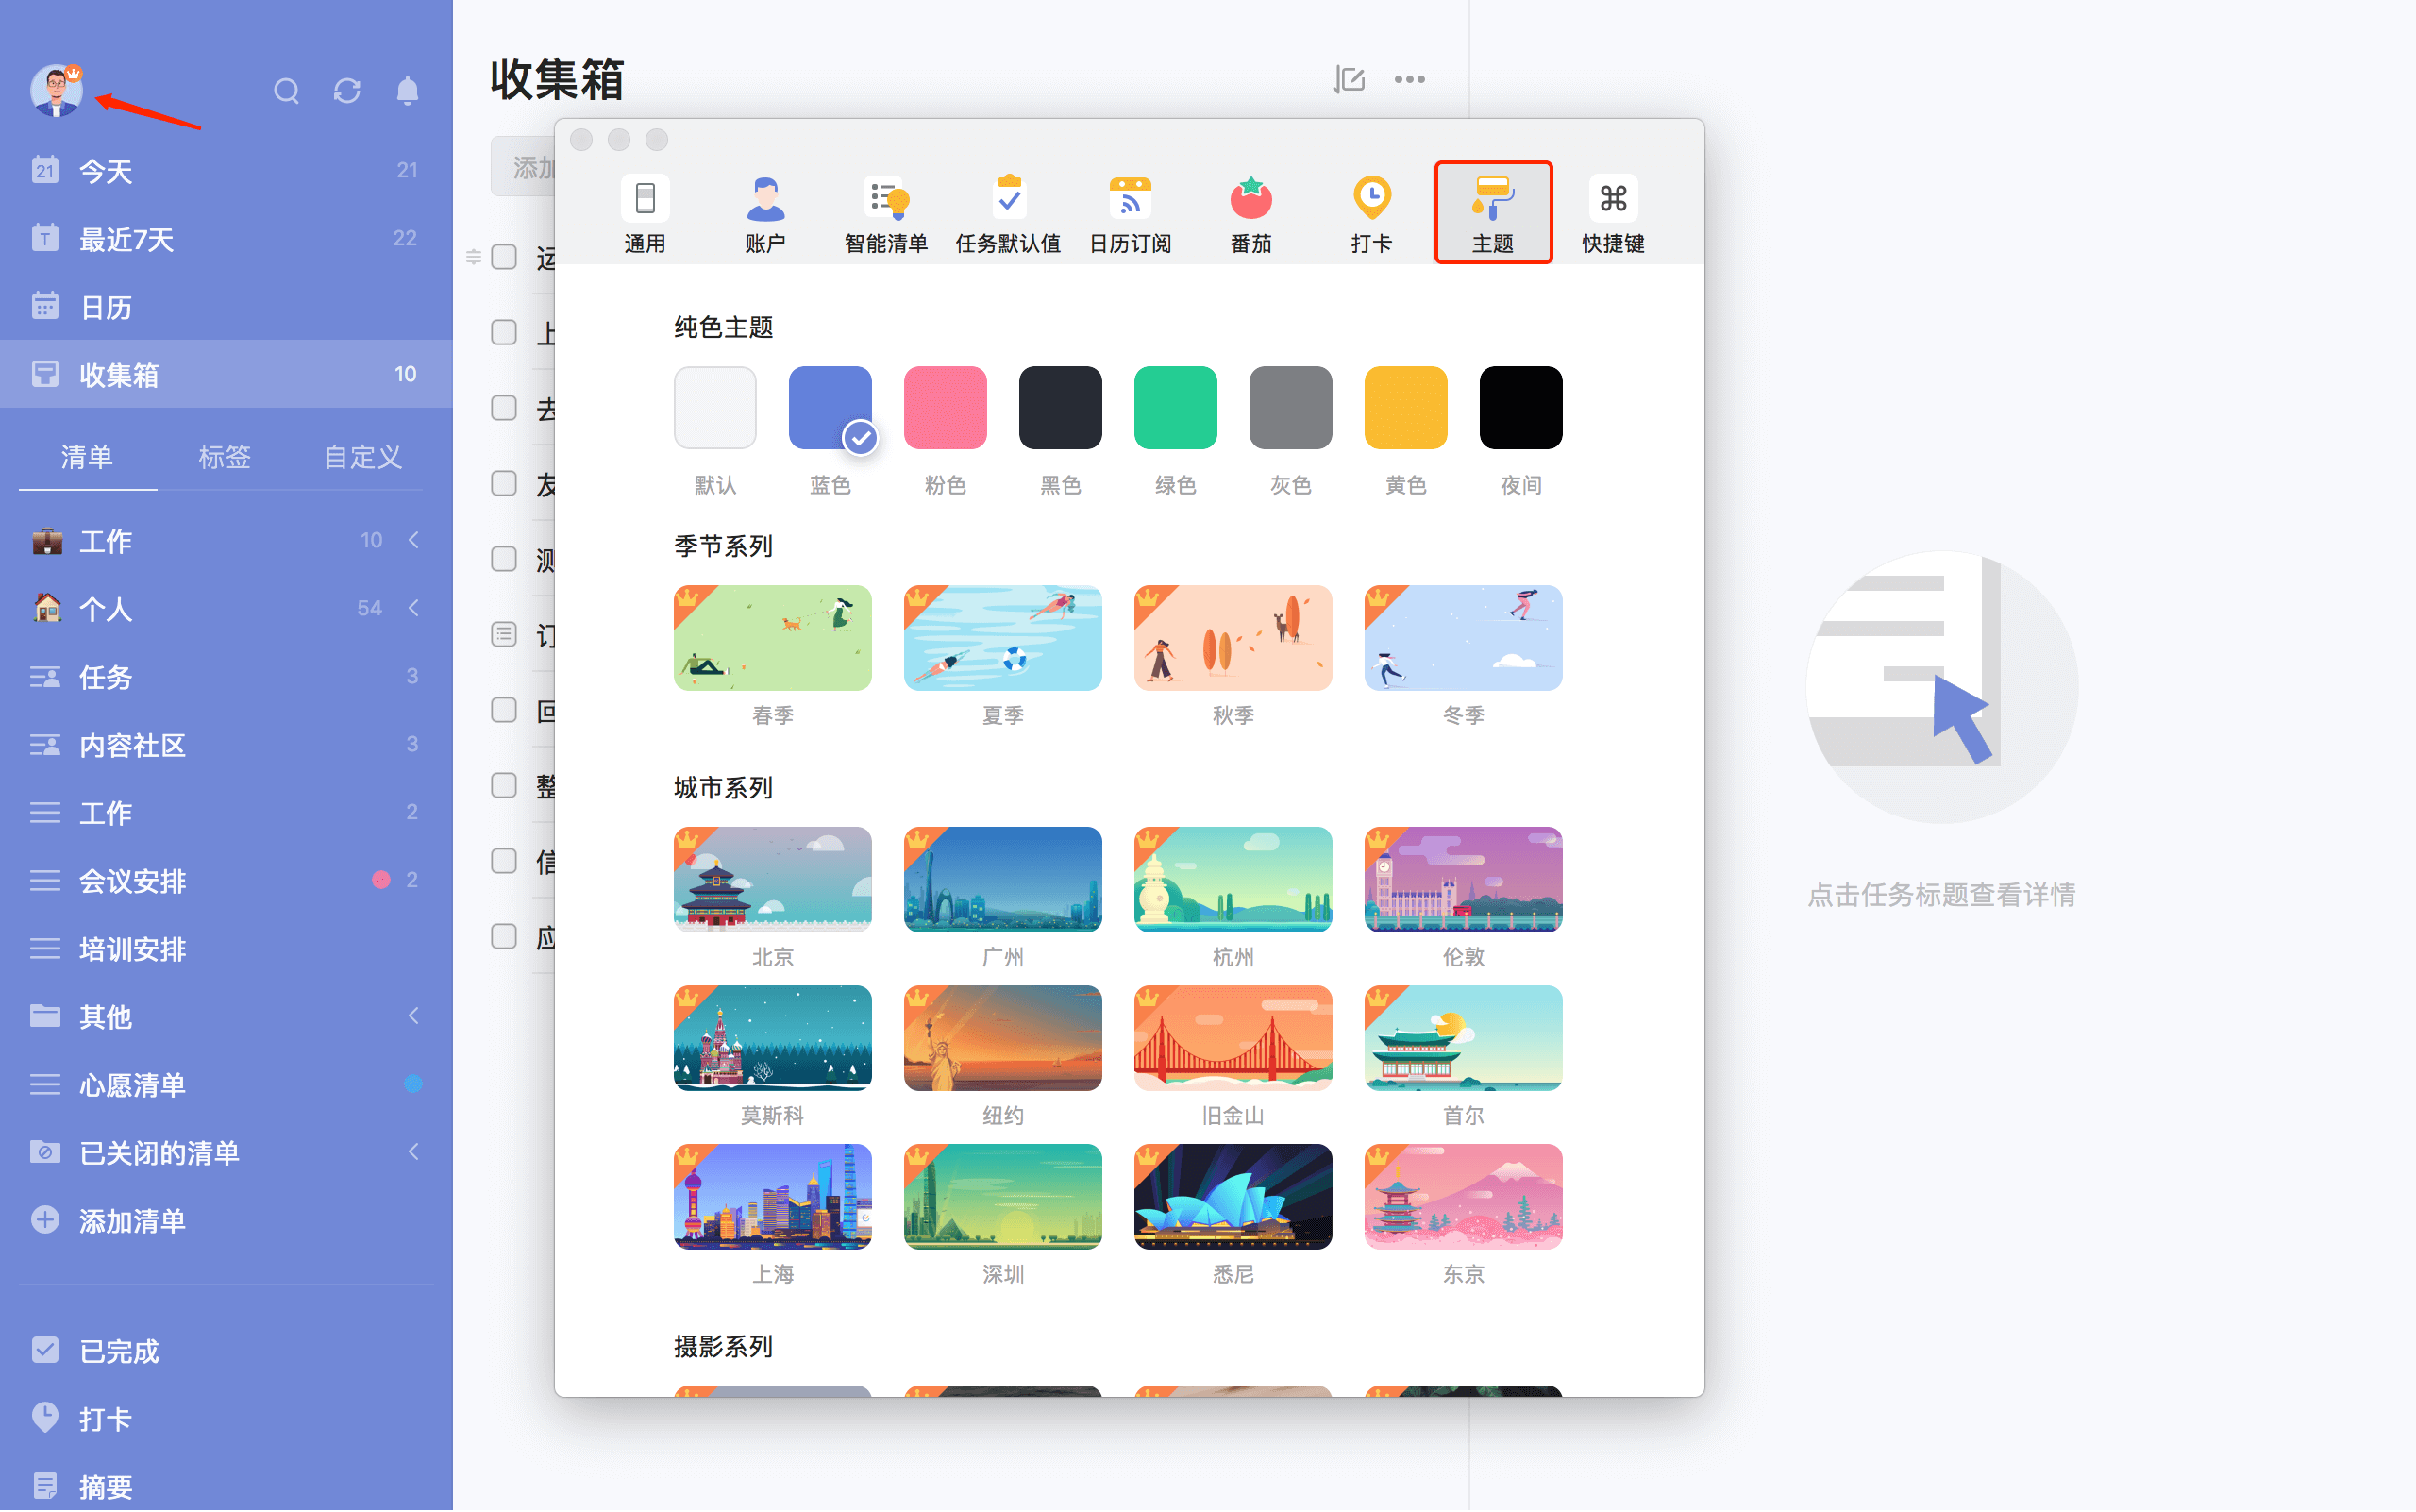 收集箱
今天 21
最近7天 22
日历
收集箱 10
清单 标签 自定义
工作 10
个人 54
任务 3
内容社区 3
工作 2
会议安排 2
培训安排
其他
心愿清单
已关闭的清单
添加清单
已完成
打卡
摘要
添加
运
上
去
友
测
订
回
整
信
应
通用 账户 智能清单 任务默认值 日历订阅 番茄 打卡 主题 快捷键
纯色主题
默认 蓝色 粉色 黑色 绿色 灰色 黄色 夜间
季节系列
春季 夏季 秋季 冬季
城市系列
北京 广州 杭州 伦敦
莫斯科 纽约 旧金山 首尔
上海 深圳 悉尼 东京
摄影系列
点击任务标题查看详情